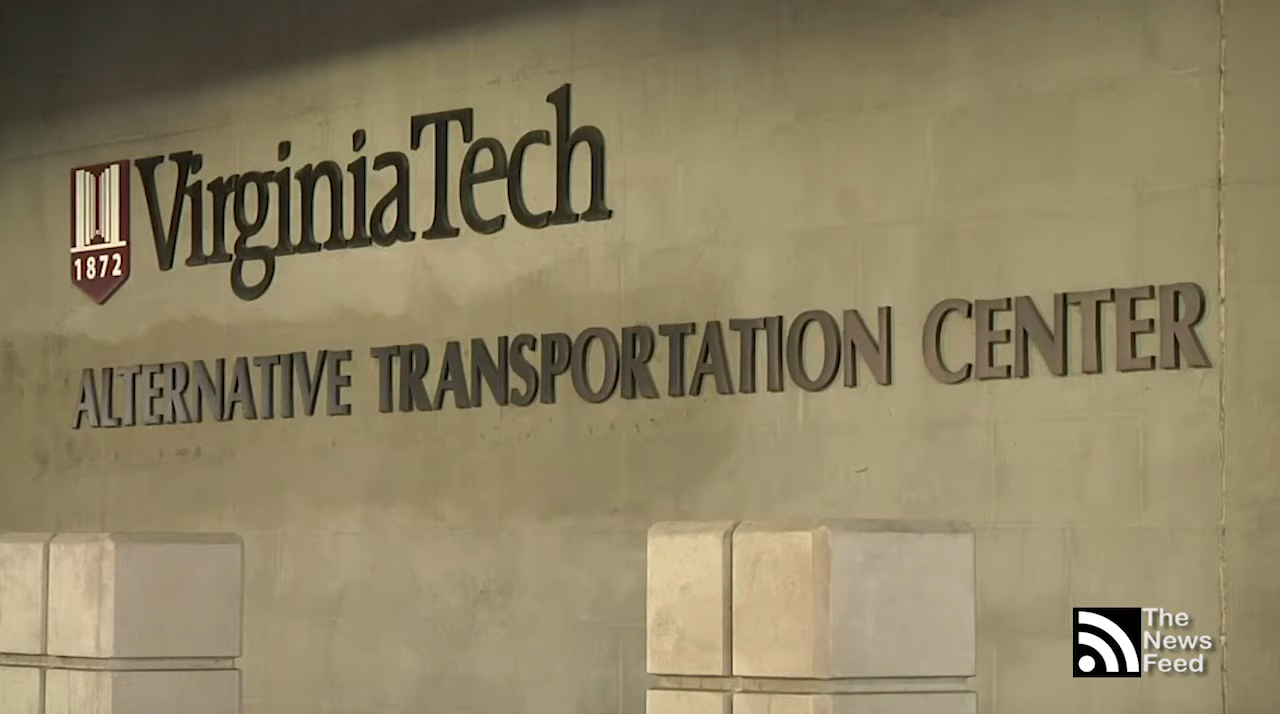 VirginiaTech
1872
ALTERNATIVE TRANSPORTATION CENTER
The
News
Feed